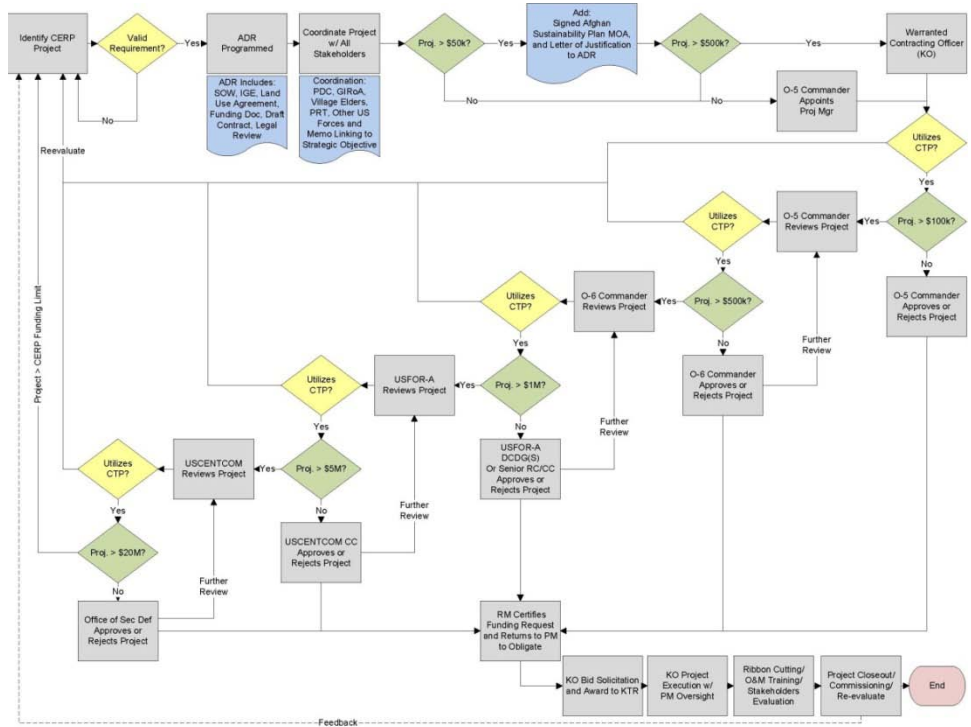 Identify CERP
Project
Valid
Requirement?
Yes
No
ADR
Programmed
ADR Includes:
SOW, IGE, Land
Use Agreement,
Funding Doc, Draft
Contract, Legal
Review
Coordinate Project
w/ All
Stakeholders
Coordination:
PDC, GIRoA,
Village Elders,
PRT, Other US
Forces and
Memo Linking to
Strategic Objective
Proj. > $50k?
Yes
No
Add:
Signed Afghan
Sustainability Plan MOA,
and Letter of Justification
to ADR
Proj. > $500k?
Yes
No
Warranted
Contracting Officer
(KO)
O-5 Commander
Appoints
Proj Mgr
Reevaluate
Utilizes
CTP?
Yes
Proj. > $100k?
Yes
No
O-5 Commander
Approves or
Rejects Project
O-5 Commander
Reviews Project
Further
Review
Utilizes
CTP?
Yes
Proj. > $500k?
Yes
No
O-6 Commander
Approves or
Rejects Project
O-6 Commander
Reviews Project
Further
Review
Utilizes
CTP?
Yes
Proj. > $1M?
Yes
No
USFOR-A
DCDG(S)
Or Senior RC/CC
Approves or
Rejects Project
USFOR-A
Reviews Project
Further
Review
Utilizes
CTP?
Yes
Proj. > $5M?
Yes
No
USCENTCOM CC
Approves or
Rejects Project
USCENTCOM
Reviews Project
Further
Review
Utilizes
CTP?
Yes
Proj. > $20M?
No
Project > CERP Funding Limit
Office of Sec Def
Approves or
Rejects Project
RM Certifies
Funding Request
and Returns to PM
to Obligate
KO Bid Solicitation
and Award to KTR
KO Project
Execution w/
PM Oversight
Ribbon Cutting/
O&M Training/
Stakeholders
Evaluation
Project Closeout/
Commissioning/
Re-evaluate
End
Feedback